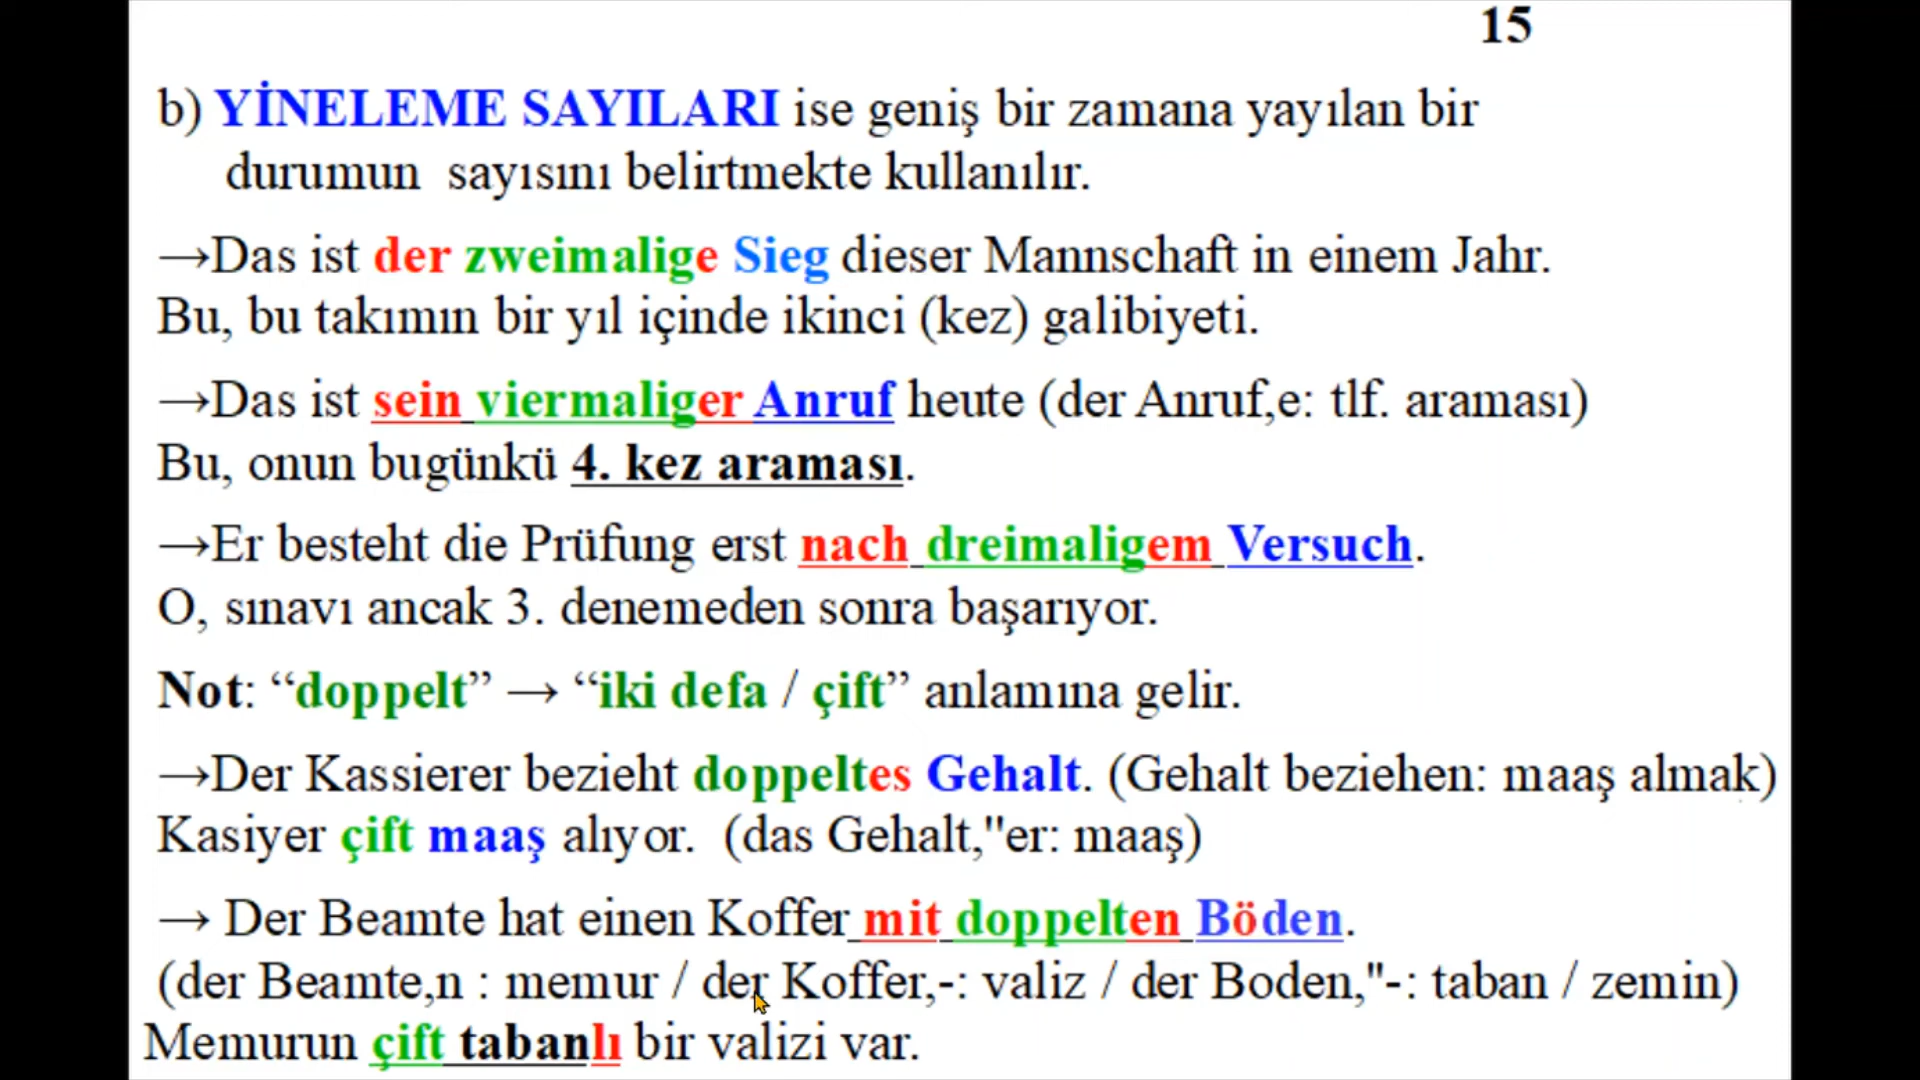 15
b) YİNELEME SAYILARI ise geniş bir zamana yayılan bir
durumun sayısını belirtmekte kullanılır.
→Das ist der zweimalige Sieg dieser Mannschaft in einem Jahr.
Bu, bu takımın bir yıl içinde ikinci (kez) galibiyeti.
→Das ist sein viermaliger Anruf heute (der Anruf,e: tlf. araması)
Bu, onun bugünkü 4. kez araması.
→Er besteht die Prüfung erst nach dreimaligem Versuch.
O, sınavı ancak 3. denemeden sonra başarıyor.
Not: “doppelt” → “iki defa / çift” anlamına gelir.
→Der Kassierer bezieht doppeltes Gehalt. (Gehalt beziehen: maaş almak)
Kasiyer çift maaş alıyor. (das Gehalt,"er: maaş)
→ Der Beamte hat einen Koffer mit doppelten Böden.
(der Beamte,n : memur / der Koffer,-: valiz / der Boden,"-: taban / zemin)
Memurun çift tabanlı bir valizi var.